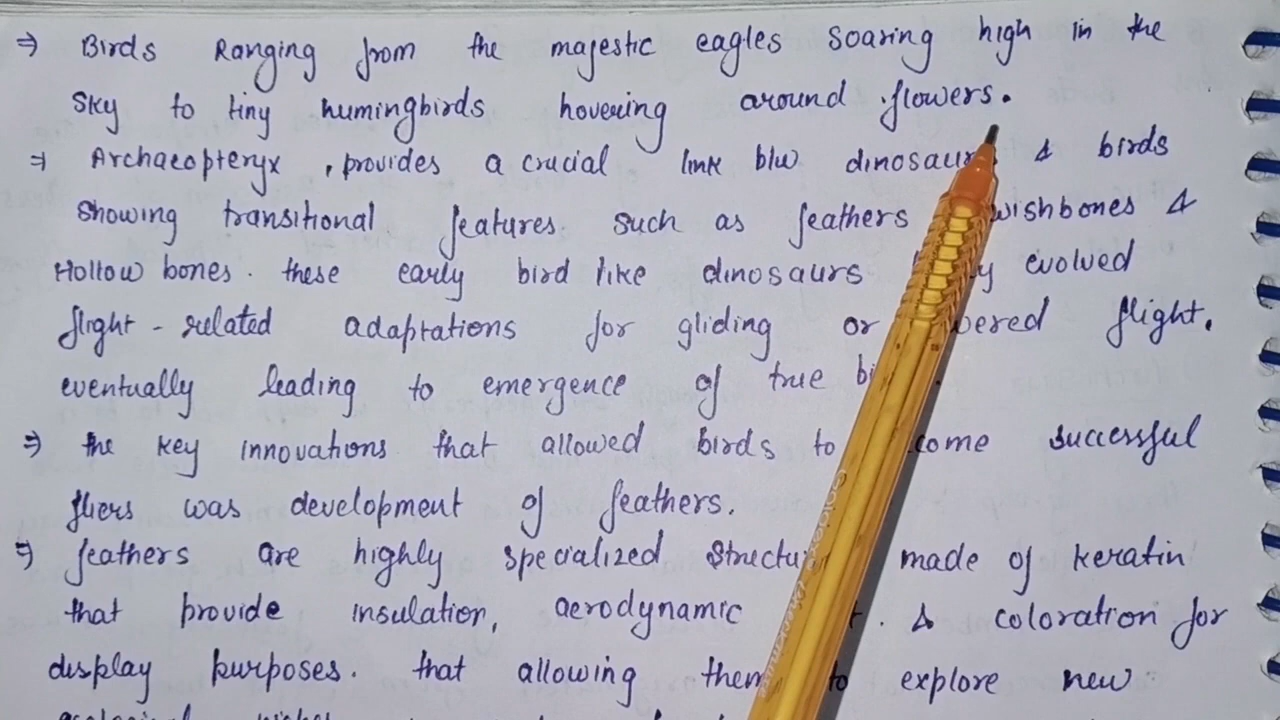 ⇒ Birds Ranging from the majestic eagles soaring high in the
sky to tiny humingbirds hovering around flowers.
⇒ Archaeopteryx, provides a crucial link b/w dinosaurs & birds
showing transitional features such as feathers wishbones &
Hollow bones. these early bird like dinosaurs evolved
flight-related adaptations for gliding or flight.
eventually leading to emergence of true
⇒ the key innovations that allowed birds to successful
fliers was development of feathers.
⇒ feathers are highly specialized made of keratin
that provide insulation, aerodynamic & coloration for
display purposes. that allowing them to explore new